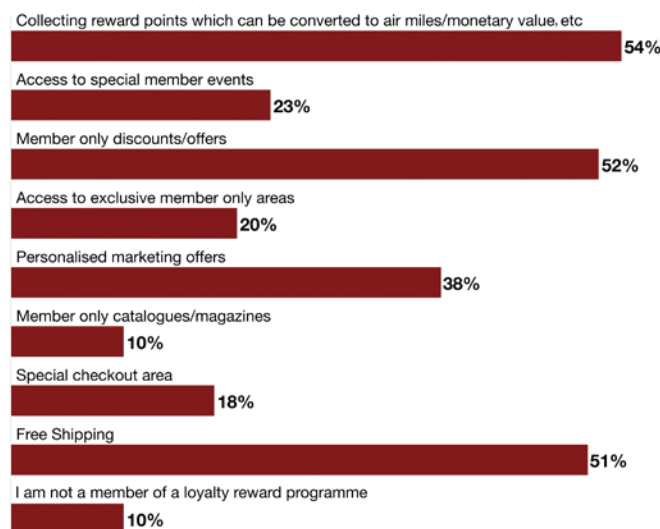 Collecting reward points which can be converted to air miles/monetary value, etc
54%
Access to special member events
23%
Member only discounts/offers
52%
Access to exclusive member only areas
20%
Personalised marketing offers
38%
Member only catalogues/magazines
10%
Special checkout area
18%
Free Shipping
51%
I am not a member of a loyalty reward programme
10%